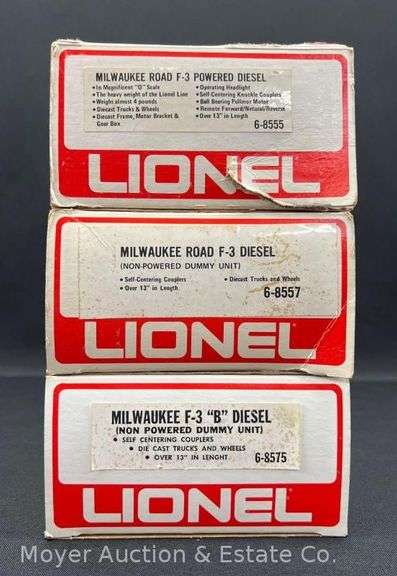 MILWAUKEE ROAD F-3 POWERED DIESEL
• In Magnificent "O" Scale
• The heavy weight of the Lionel Line
• Weight almost 4 pounds
• Diecast Trucks & Wheels
• Diecast Frame, Motor Bracket & Gear Box
• Operating Headlight
• Self-Centering Knuckle Couplers
• Ball Bearing Pullmor Motor
• Remote Forward/Neutral/Reverse
• Over 13" in Length
6-8555
LIONEL
MILWAUKEE ROAD F-3 DIESEL
(NON-POWERED DUMMY UNIT)
• Self-Centering Couplers • Diecast Trucks and Wheels
• Over 13" in Length 6-8557
LIONEL
MILWAUKEE F-3 "B" DIESEL
(NON POWERED DUMMY UNIT)
• SELF CENTERING COUPLERS
• DIE CAST TRUCKS AND WHEELS
• OVER 13" IN LENGHT 6-8575
LIONEL
Moyer Auction & Estate Co.